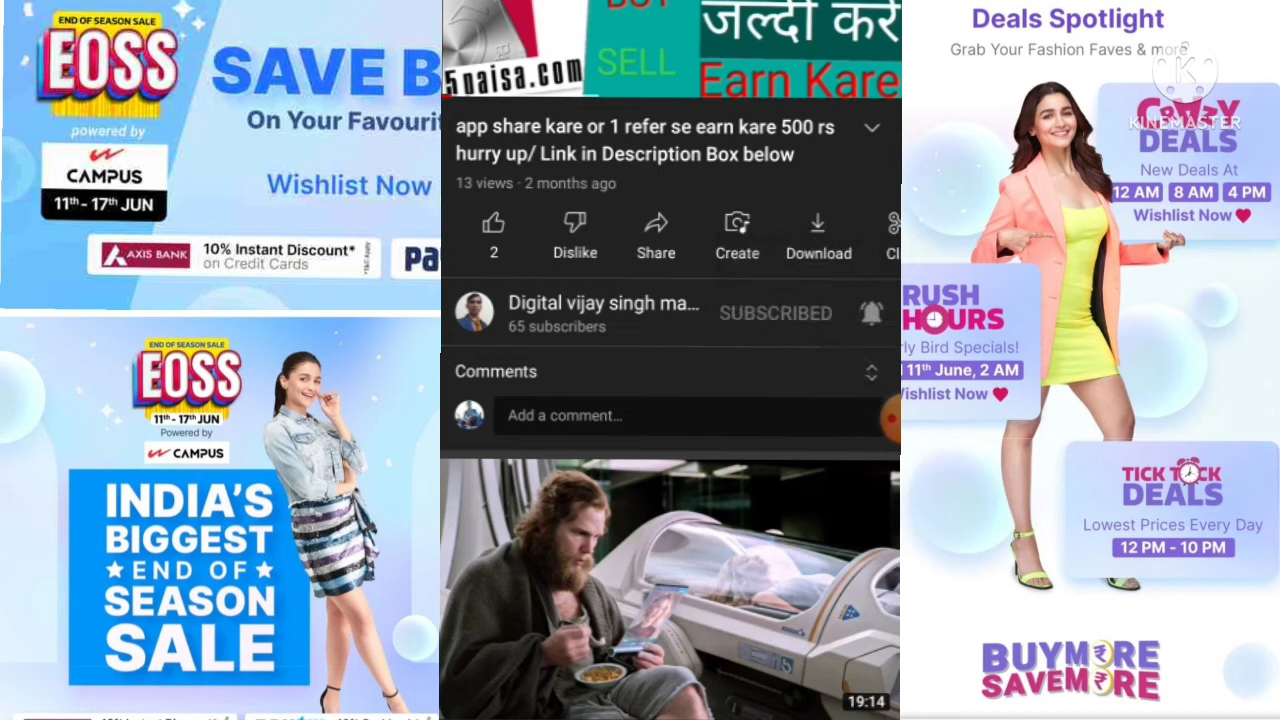 END OF SEASON SALE
EOSS
powered by
CAMPUS
11th - 17th JUN
SAVE B
On Your Favourit
Wishlist Now
AXIS BANK
10% Instant Discount*
on Credit Cards
Pa
END OF SEASON SALE
EOSS
11th - 17th JUN
Powered by
CAMPUS
INDIA'S
BIGGEST
END OF
SEASON
SALE
5paisa.com
SELL
जल्दी करे
Earn Kare
app share kare or 1 refer se earn kare 500 rs
hurry up/ Link in Description Box below
13 views · 2 months ago
2
Dislike
Share
Create
Download
Cl
Digital vijay singh ma...
SUBSCRIBED
65 subscribers
Comments
Add a comment...
19:14
Deals Spotlight
Grab Your Fashion Faves & more
KINEMASTER
CRAZY
DEALS
New Deals At
12 AM 8 AM 4 PM
Wishlist Now
RUSH
HOURS
rly Bird Specials!
11th June, 2 AM
Wishlist Now
TICK TOCK
DEALS
Lowest Prices Every Day
12 PM - 10 PM
BUYMORE
SAVEMORE